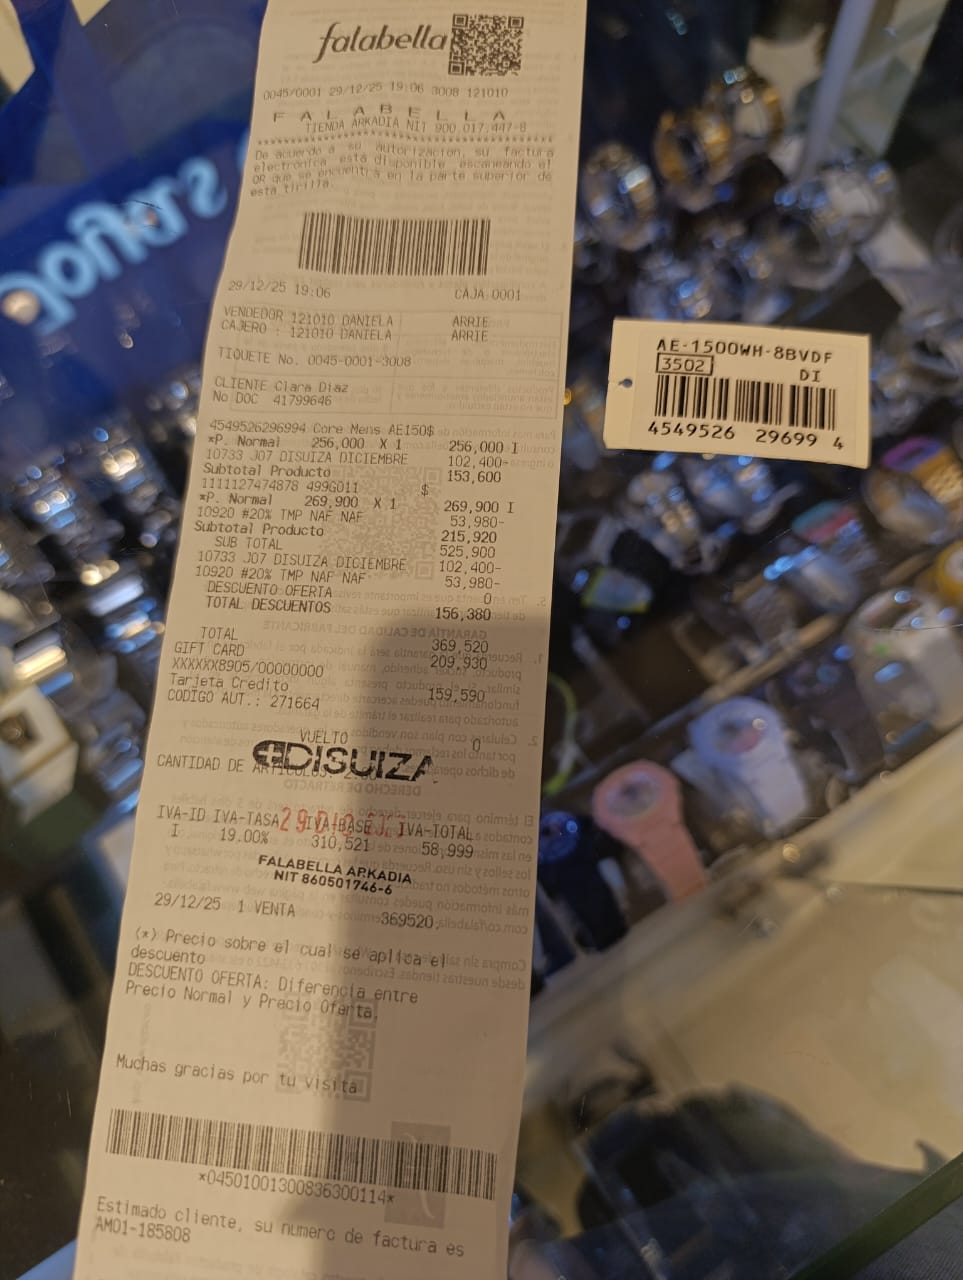 falabella
0045/0001 29/12/25 19:06 3008 121010
F A L A B E L L A
TIENDA ARKADIA NIT 900.017.447-8
****************************************
De acuerdo a su autorizacion, su factura
electronica esta disponible escaneando el
QR que se encuentra en la parte superior de
esta tirilla.
29/12/25 19:06 CAJA 0001
VENDEDOR 121010 DANIELA ARRIE
CAJERO : 121010 DANIELA ARRIE
TIQUETE No. 0045-0001-3008
CLIENTE Clara Diaz
No DOC 41799646
4549526296994 Core Mens AE150$
*P. Normal 256,000 X 1 256,000 I
10733 J07 DISUIZA DICIEMBRE 102,400-
Subtotal Producto 153,600
1111127474878 499G011 $
*P. Normal 269,900 X 1 269,900 I
10920 #20% TMP NAF NAF 53,980-
Subtotal Producto 215,920
SUB TOTAL 525,900
10733 J07 DISUIZA DICIEMBRE 102,400-
10920 #20% TMP NAF NAF 53,980-
DESCUENTO OFERTA 0
TOTAL DESCUENTOS 156,380
TOTAL 369,520
GIFT CARD 209,930
XXXXXX8905/00000000
Tarjeta Credito 159,590
CODIGO AUT.: 271664
VUELTO 0
DISUIZA
CANTIDAD DE
IVA-ID IVA-TASA IVA-BASE IVA-TOTAL
I 19.00% 310,521 58,999
FALABELLA ARKADIA
NIT 860501746-6
29/12/25 1 VENTA 369520
(*) Precio sobre el cual se aplica el
descuento
DESCUENTO OFERTA: Diferencia entre
Precio Normal y Precio Oferta.
Muchas gracias por tu visita
*04501001300836300114*
Estimado cliente, su numero de factura es
AM01-185808
AE-1500WH-8BVDF
3502 DI
4549526 29699 4